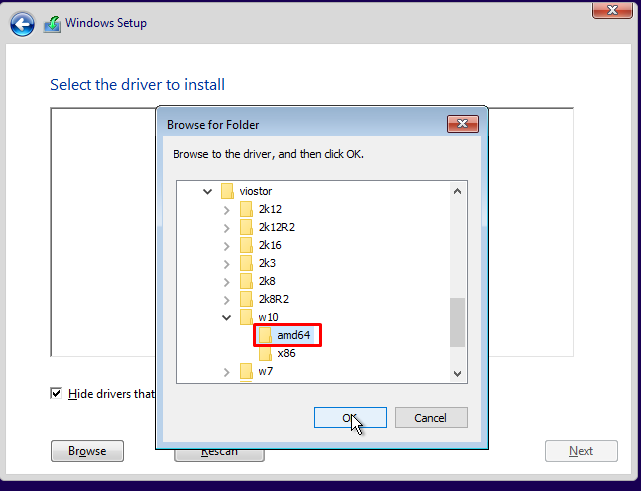 Windows Setup
Select the driver to install
Browse for Folder
Browse to the driver, and then click OK.
viostor
2k12
2k12R2
2k16
2k3
2k8
2k8R2
w10
amd64
x86
w7
Hide drivers that
OK Cancel
Browse Rescan Next